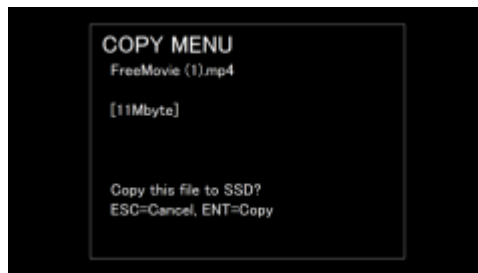 COPY MENU
FreeMovie (1).mp4
[11Mbyte]
Copy this file to SSD?
ESC=Cancel, ENT=Copy